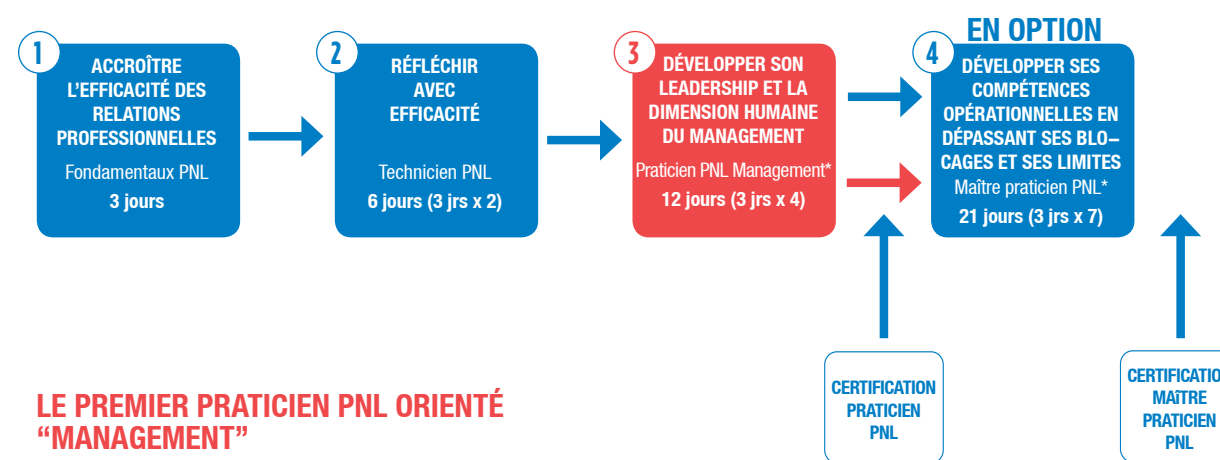 1
ACCROÎTRE
L'EFFICACITÉ DES
RELATIONS
PROFESSIONNELLES
Fondamentaux PNL
3 jours
2
RÉFLÉCHIR
AVEC
EFFICACITÉ
Technicien PNL
6 jours (3 jrs x 2)
3
DÉVELOPPER SON
LEADERSHIP ET LA
DIMENSION HUMAINE
DU MANAGEMENT
Praticien PNL Management*
12 jours (3 jrs x 4)
EN OPTION
4
DÉVELOPPER SES
COMPÉTENCES
OPÉRATIONNELLES EN
DÉPASSANT SES BLO–
CAGES ET SES LIMITES
Maître praticien PNL*
21 jours (3 jrs x 7)
CERTIFICATION
PRATICIEN
PNL
CERTIFICATIO
MAîTRE
PRATICIEN
PNL
LE PREMIER PRATICIEN PNL ORIENTÉ
“MANAGEMENT”